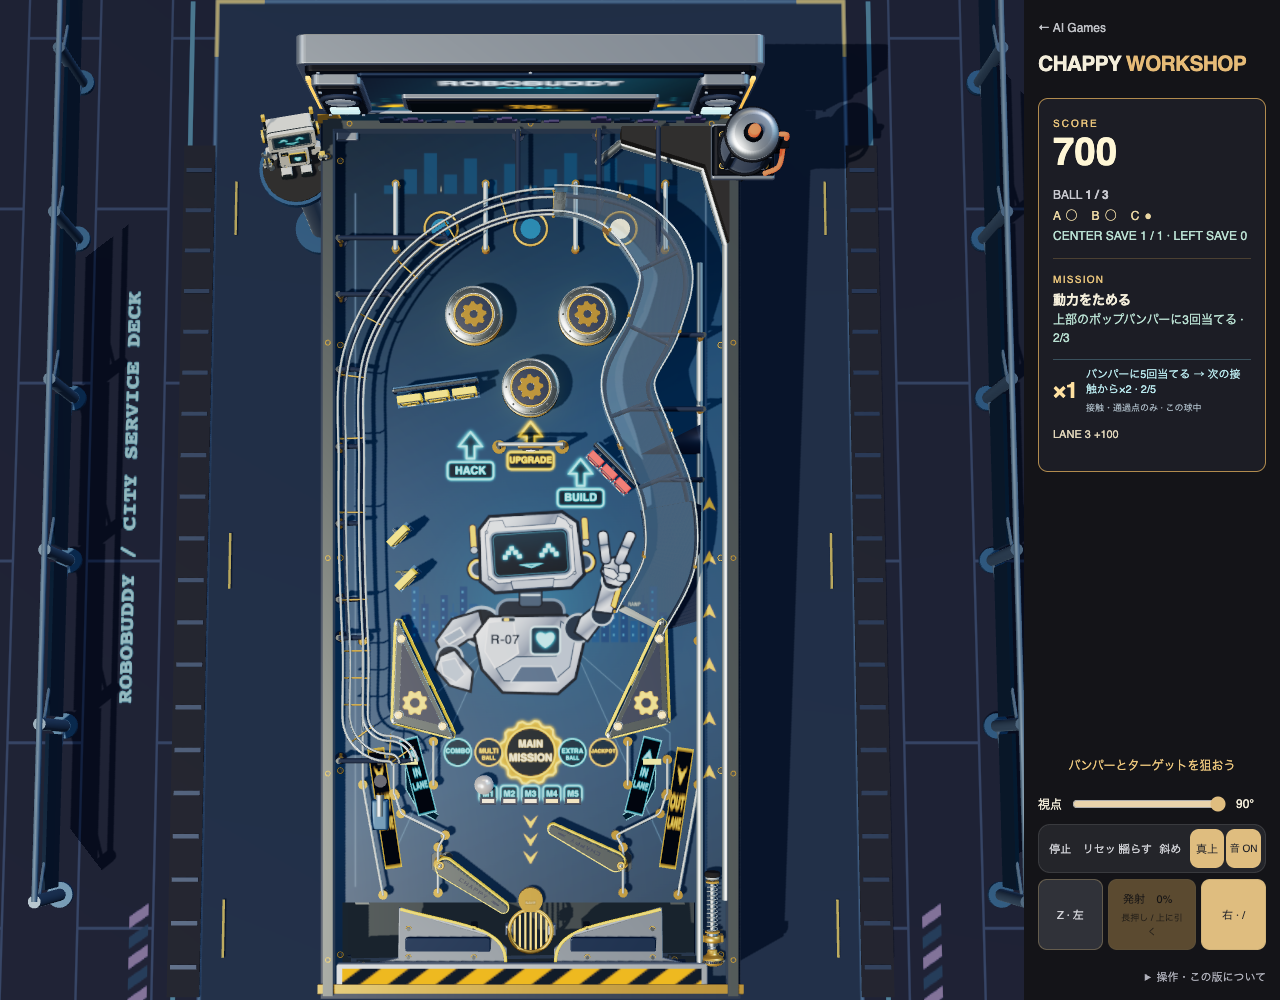 ← AI Games
CHAPPY WORKSHOP
SCORE
700
BALL 1 / 3
A ○ B ○ C ●
CENTER SAVE 1 / 1 · LEFT SAVE 0
MISSION
動力をためる
上部のポップバンパーに3回当てる ·
2/3
×1
バンパーに5回当てる → 次の接
触から×2 · 2/5
接触・通過点のみ・この球中
LANE 3 +100
バンパーとターゲットを狙おう
視点
90°
停止
リセッ
揺らす
斜め
真上
音 ON
Z · 左
発射 0%
長押し / 上に引
く
右 · /
▶ 操作・この版について
ROBOBUDDY
700
ROBOBUDDY / CITY SERVICE DECK
HACK
UPGRADE
BUILD
RAMP
R-07
COMBO
MULTI
BALL
MAIN
MISSION
EXTRA
BALL
JACKPOT
IN
LANE
IN
LANE
OUT
LANE
M2
M3
M4
M5